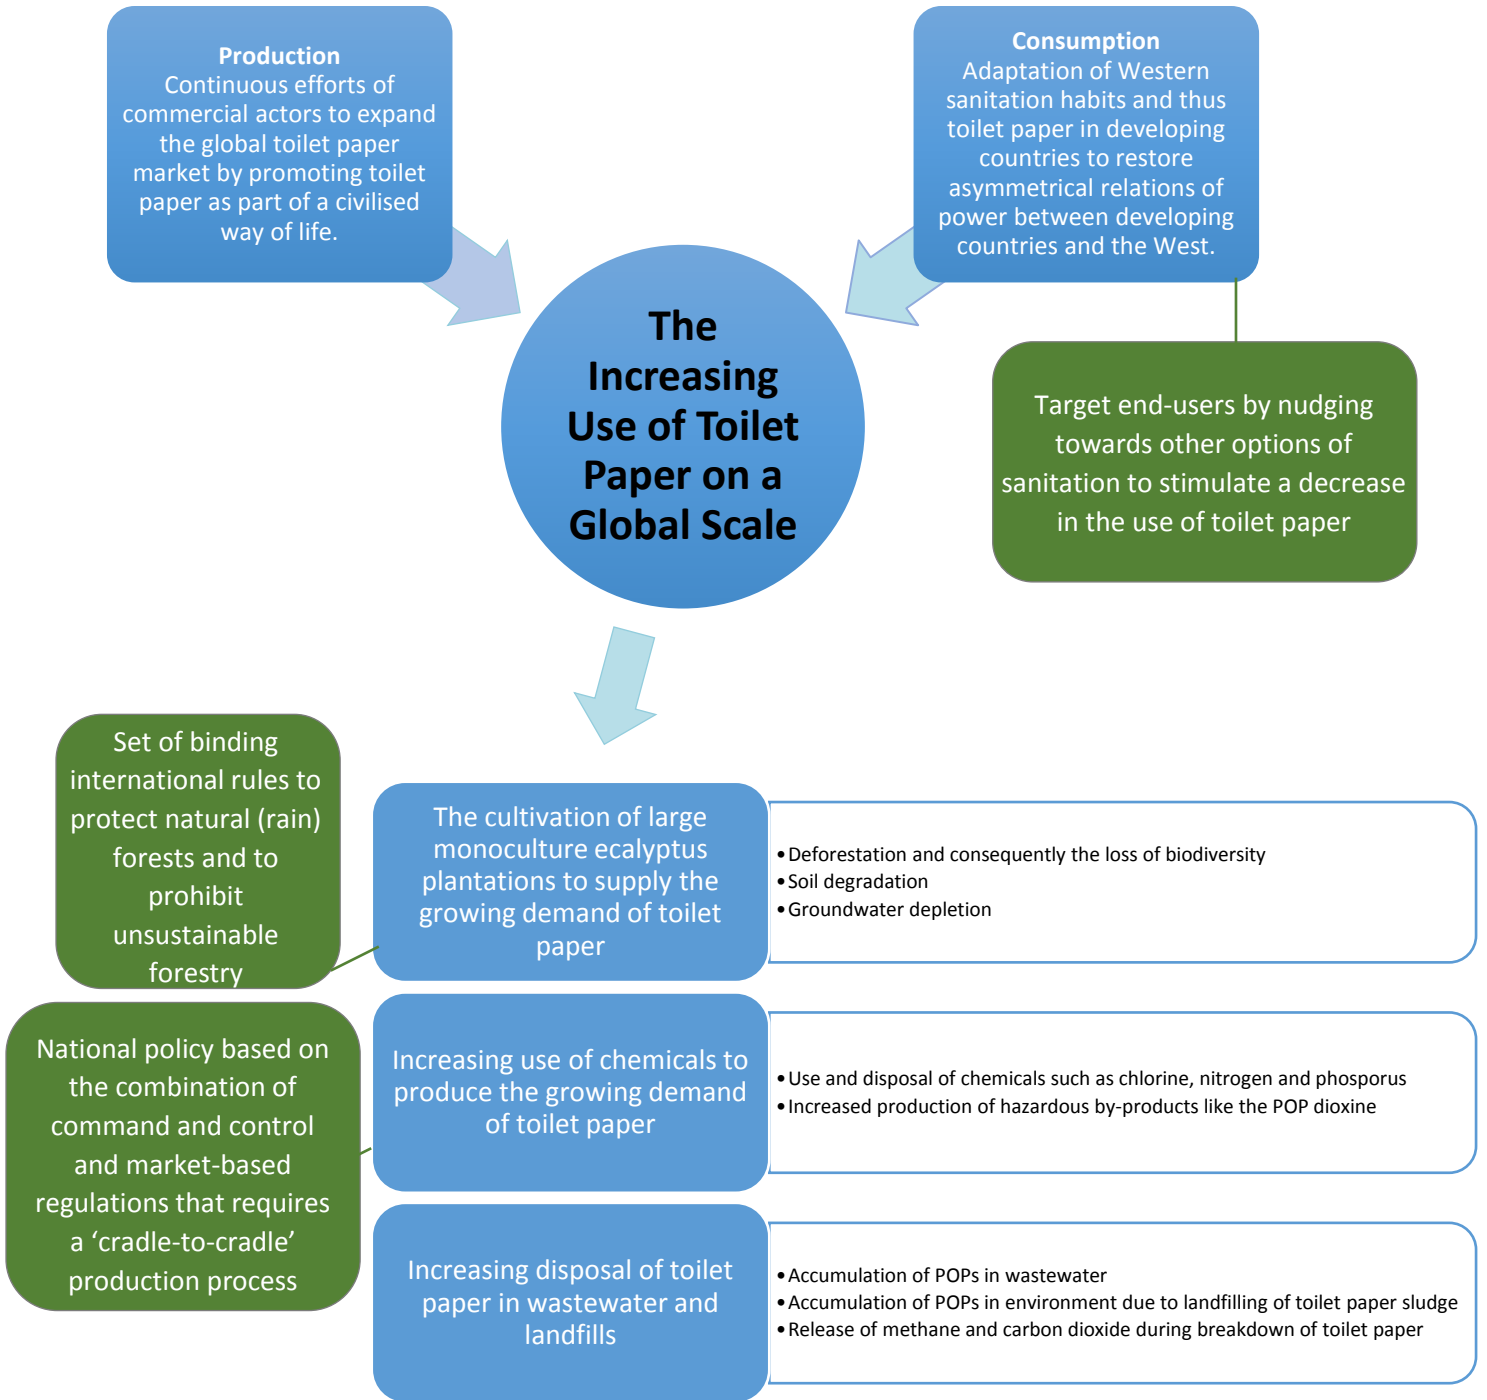 Production
Continuous efforts of
commercial actors to expand
the global toilet paper
market by promoting toilet
paper as part of a civilised
way of life.
Consumption
Adaptation of Western
sanitation habits and thus
toilet paper in developing
countries to restore
asymmetrical relations of
power between developing
countries and the West.
The
Increasing
Use of Toilet
Paper on a
Global Scale
Target end-users by nudging
towards other options of
sanitation to stimulate a decrease
in the use of toilet paper
Set of binding
international rules to
protect natural (rain)
forests and to
prohibit
unsustainable
forestry
The cultivation of large
monoculture ecalyptus
plantations to supply the
growing demand of toilet
paper
•Deforestation and consequently the loss of biodiversity
•Soil degradation
•Groundwater depletion
National policy based on
the combination of
command and control
and market-based
regulations that requires
a ‘cradle-to-cradle’
production process
Increasing use of chemicals to
produce the growing demand
of toilet paper
•Use and disposal of chemicals such as chlorine, nitrogen and phosporus
•Increased production of hazardous by-products like the POP dioxine
Increasing disposal of toilet
paper in wastewater and
landfills
•Accumulation of POPs in wastewater
•Accumulation of POPs in environment due to landfilling of toilet paper sludge
•Release of methane and carbon dioxide during breakdown of toilet paper